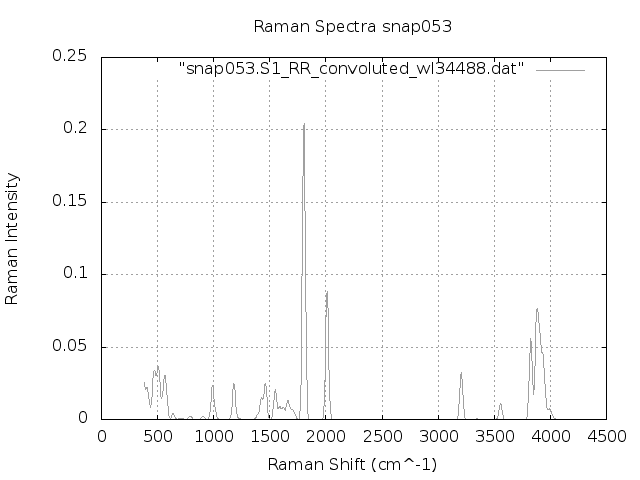 Raman Spectra snap053
"snap053.S1_RR_convoluted_wl34488.dat"
0.25
0.2
0.15
0.1
0.05
0
Raman Intensity
0 500 1000 1500 2000 2500 3000 3500 4000 4500
Raman Shift (cm^-1)